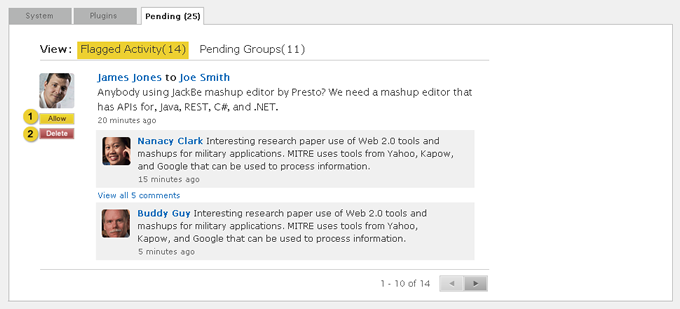 System Plugins Pending (25)
View: Flagged Activity(14) Pending Groups(11)
James Jones to Joe Smith
Anybody using JackBe mashup editor by Presto? We need a mashup editor that
has APIs for, Java, REST, C#, and .NET.
20 minutes ago
1 Allow
2 Delete
Nanacy Clark Interesting research paper use of Web 2.0 tools and
mashups for military applications. MITRE uses tools from Yahoo, Kapow,
and Google that can be used to process information.
15 minutes ago
View all 5 comments
Buddy Guy Interesting research paper use of Web 2.0 tools and
mashups for military applications. MITRE uses tools from Yahoo,
Kapow, and Google that can be used to process information.
5 minutes ago
1 - 10 of 14